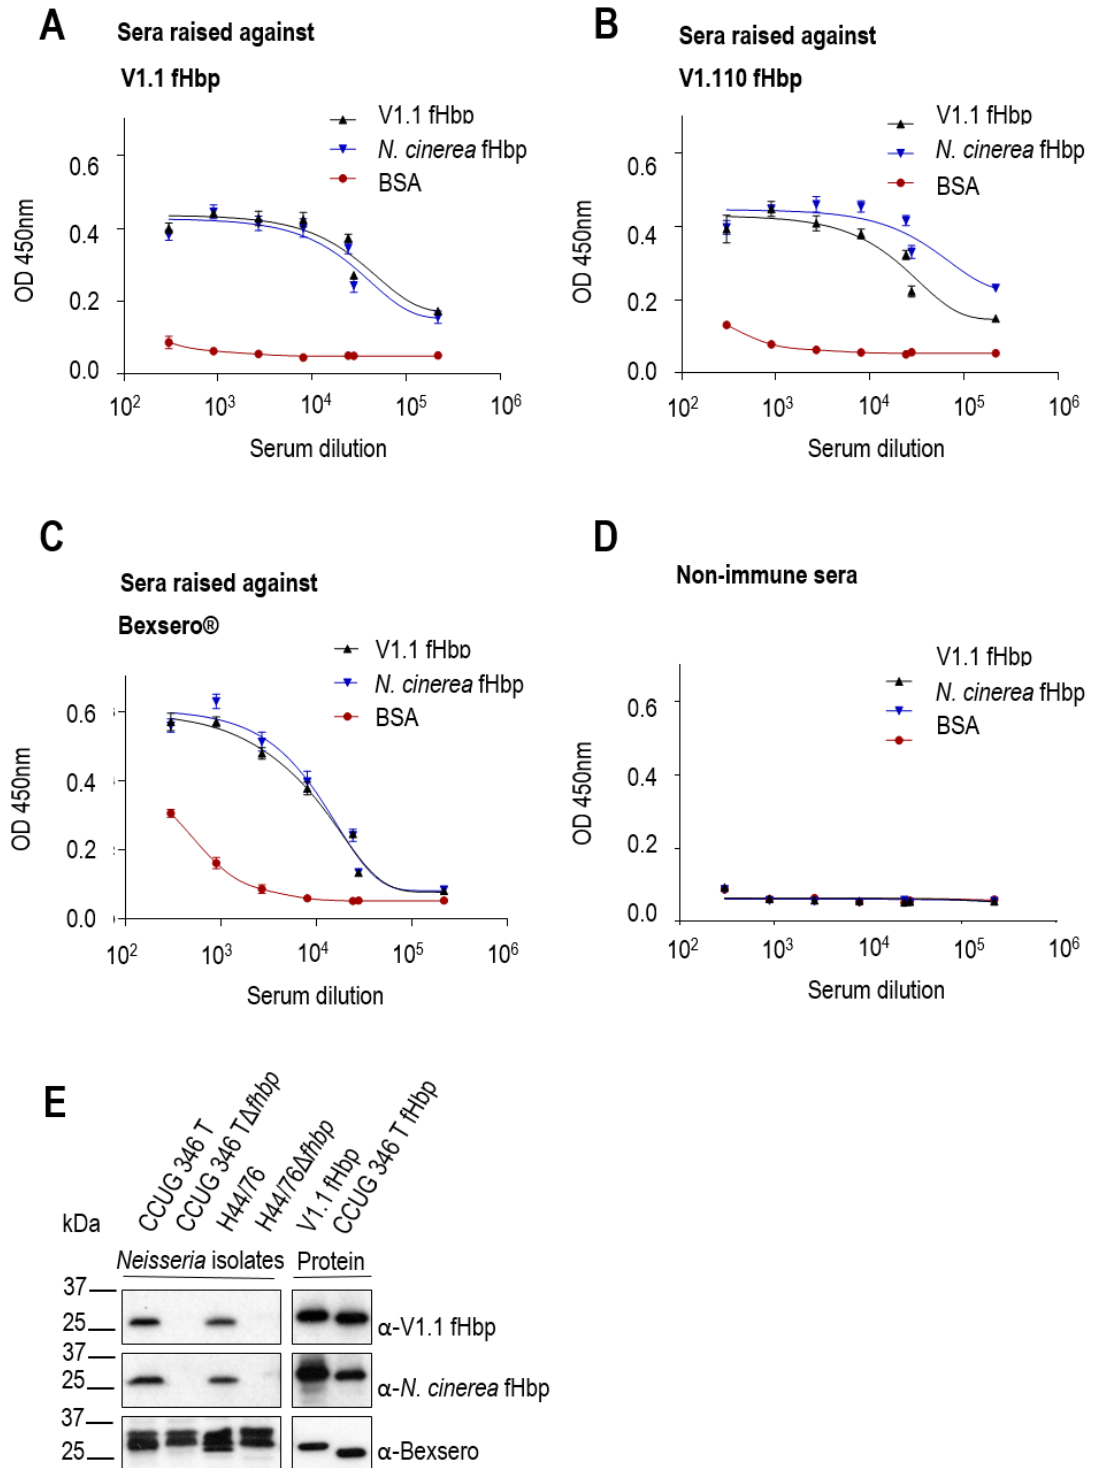 A
Sera raised against
V1.1 fHbp
V1.1 fHbp
N. cinerea fHbp
BSA
OD 450nm
0.6
0.4
0.2
0.0
10² 10³ 10⁴ 10⁵ 10⁶
Serum dilution
B
Sera raised against
V1.110 fHbp
V1.1 fHbp
N. cinerea fHbp
BSA
OD 450nm
0.6
0.4
0.2
0.0
10² 10³ 10⁴ 10⁵ 10⁶
Serum dilution
C
Sera raised against
Bexsero®
V1.1 fHbp
N. cinerea fHbp
BSA
OD 450nm
0.6
0.4
0.2
0.0
10² 10³ 10⁴ 10⁵ 10⁶
Serum dilution
D
Non-immune sera
V1.1 fHbp
N. cinerea fHbp
BSA
OD 450nm
0.6
0.4
0.2
0.0
10² 10³ 10⁴ 10⁵ 10⁶
Serum dilution
E
CCUG 346 T
CCUG 346 TΔfhbp
H44/76
H44/76Δfhbp
V1.1 fHbp
CCUG 346 T fHbp
kDa
Neisseria isolates
Protein
37
25
α-V1.1 fHbp
37
25
α-N. cinerea fHbp
37
25
α-Bexsero